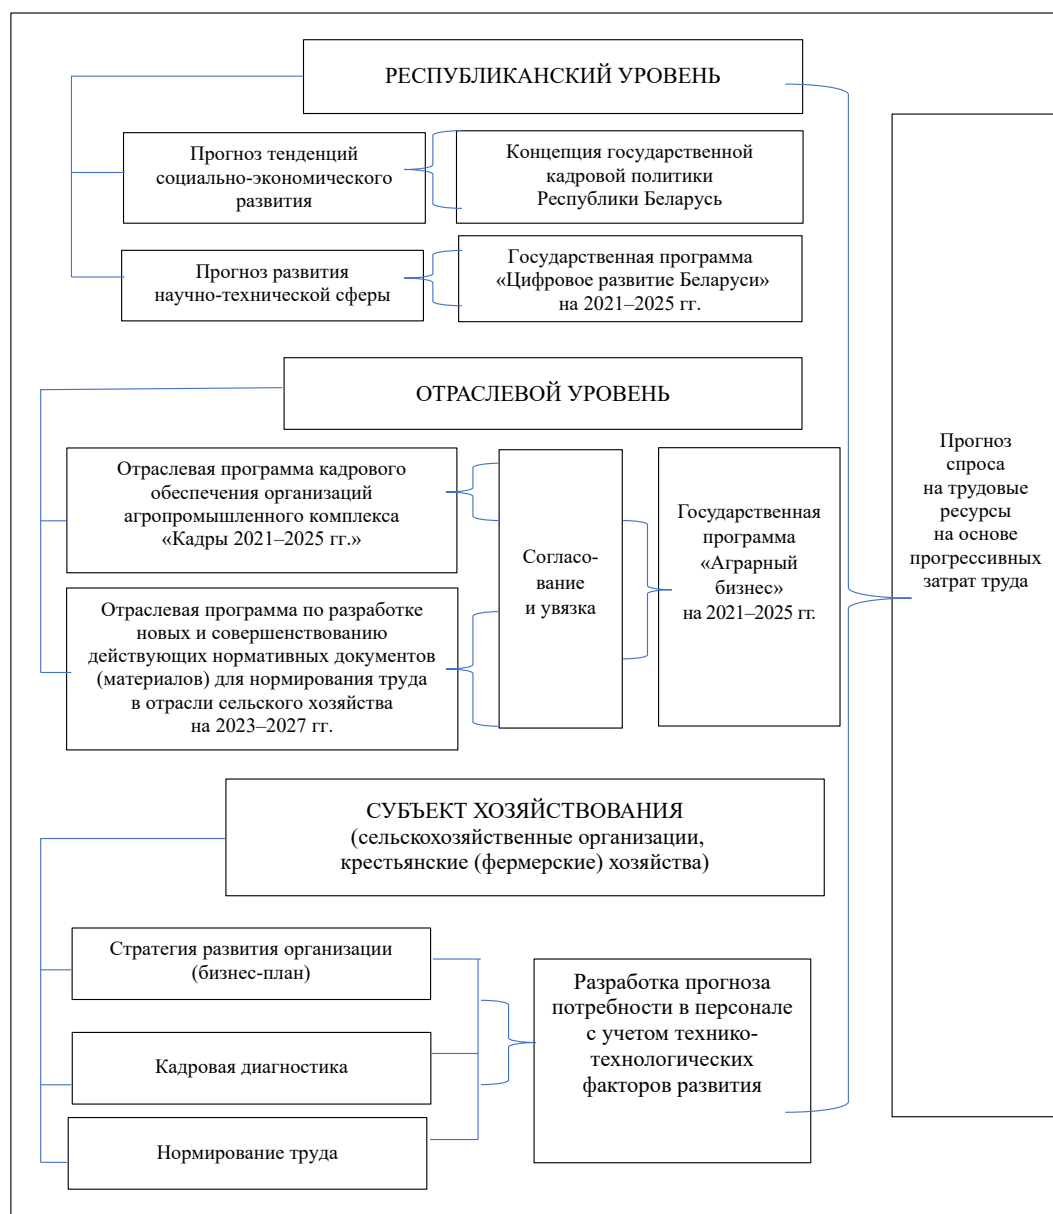 РЕСПУБЛИКАНСКИЙ УРОВЕНЬ
Прогноз тенденций
социально-экономического
развития
Концепция государственной
кадровой политики
Республики Беларусь
Прогноз развития
научно-технической сферы
Государственная программа
«Цифровое развитие Беларуси»
на 2021–2025 гг.
ОТРАСЛЕВОЙ УРОВЕНЬ
Отраслевая программа кадрового
обеспечения организаций
агропромышленного комплекса
«Кадры 2021–2025 гг.»
Отраслевая программа по разработке
новых и совершенствованию
действующих нормативных документов
(материалов) для нормирования труда
в отрасли сельского хозяйства
на 2023–2027 гг.
Согласо-
вание
и увязка
Государственная
программа
«Аграрный
бизнес»
на 2021–2025 гг.
СУБЪЕКТ ХОЗЯЙСТВОВАНИЯ
(сельскохозяйственные организации,
крестьянские (фермерские) хозяйства)
Стратегия развития организации
(бизнес-план)
Кадровая диагностика
Нормирование труда
Разработка прогноза
потребности в персонале
с учетом технико-
технологических
факторов развития
Прогноз
спроса
на трудовые
ресурсы
на основе
прогрессивных
затрат труда